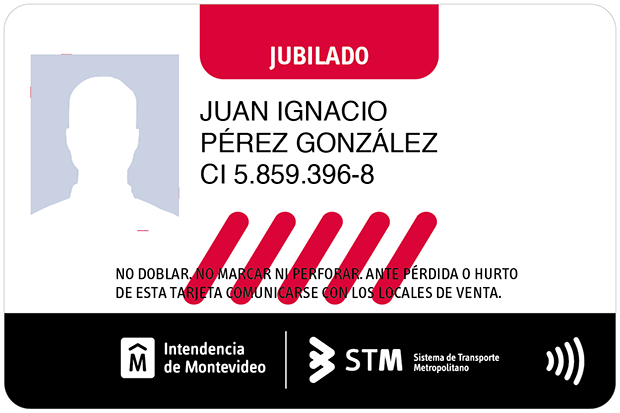 JUBILADO
JUAN IGNACIO
PÉREZ GONZÁLEZ
CI 5.859.396-8
NO DOBLAR. NO MARCAR NI PERFORAR. ANTE PÉRDIDA O HURTO
DE ESTA TARJETA COMUNICARSE CON LOS LOCALES DE VENTA.
M Intendencia
de Montevideo
STM Sistema de Transporte
Metropolitano